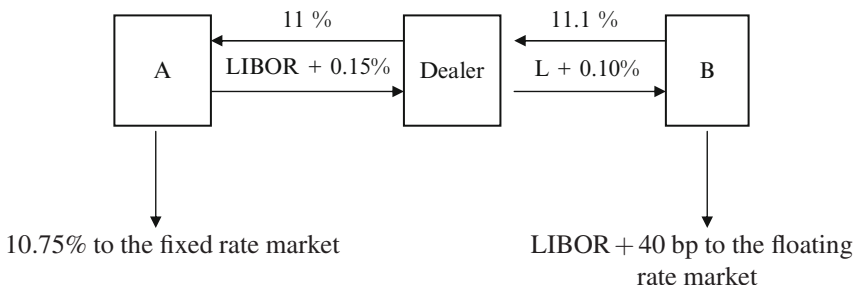 11 %
11.1 %
A
LIBOR + 0.15%
Dealer
L + 0.10%
B
10.75% to the fixed rate market
LIBOR + 40 bp to the floating
rate market